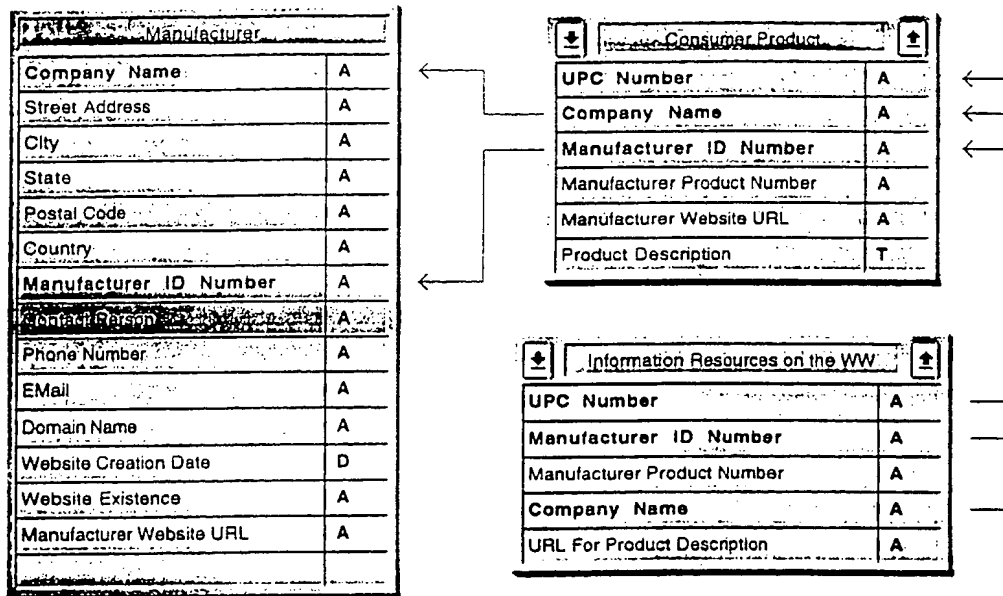 Manufacturer
Company Name A
Street Address A
City A
State A
Postal Code A
Country A
Manufacturer ID Number A
Contact Person A
Phone Number A
EMail A
Domain Name A
Website Creation Date D
Website Existence A
Manufacturer Website URL A
Consumer Product
UPC Number A
Company Name A
Manufacturer ID Number A
Manufacturer Product Number A
Manufacturer Website URL A
Product Description T
Information Resources on the WW
UPC Number A
Manufacturer ID Number A
Manufacturer Product Number A
Company Name A
URL For Product Description A